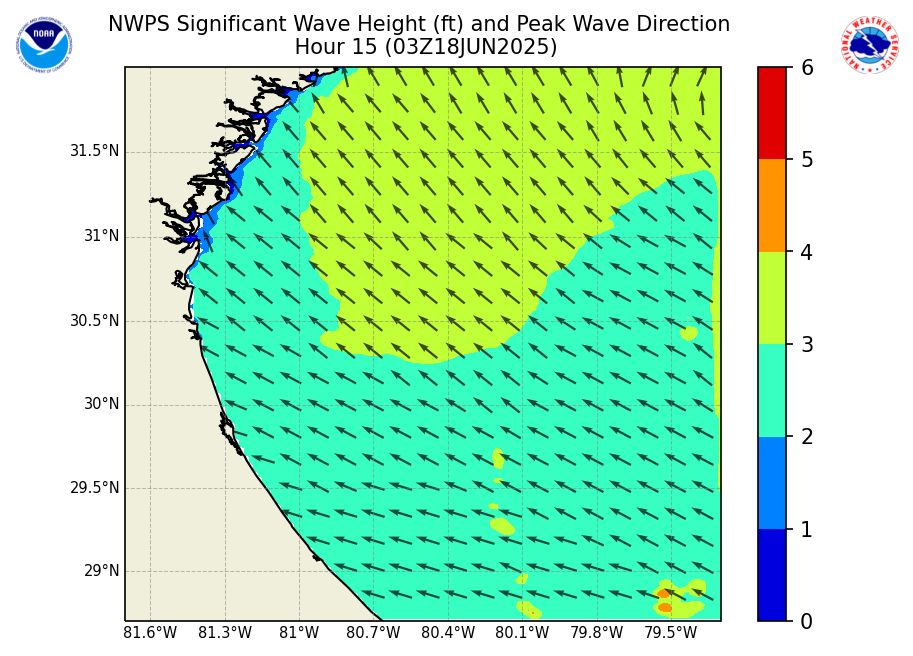 NWPS Significant Wave Height (ft) and Peak Wave Direction
Hour 15 (03Z18JUN2025)
NOAA
31.5°N
31°N
30.5°N
30°N
29.5°N
29°N
81.6°W 81.3°W 81°W 80.7°W 80.4°W 80.1°W 79.8°W 79.5°W
6
5
4
3
2
1
0
NATIONAL WEATHER SERVICE